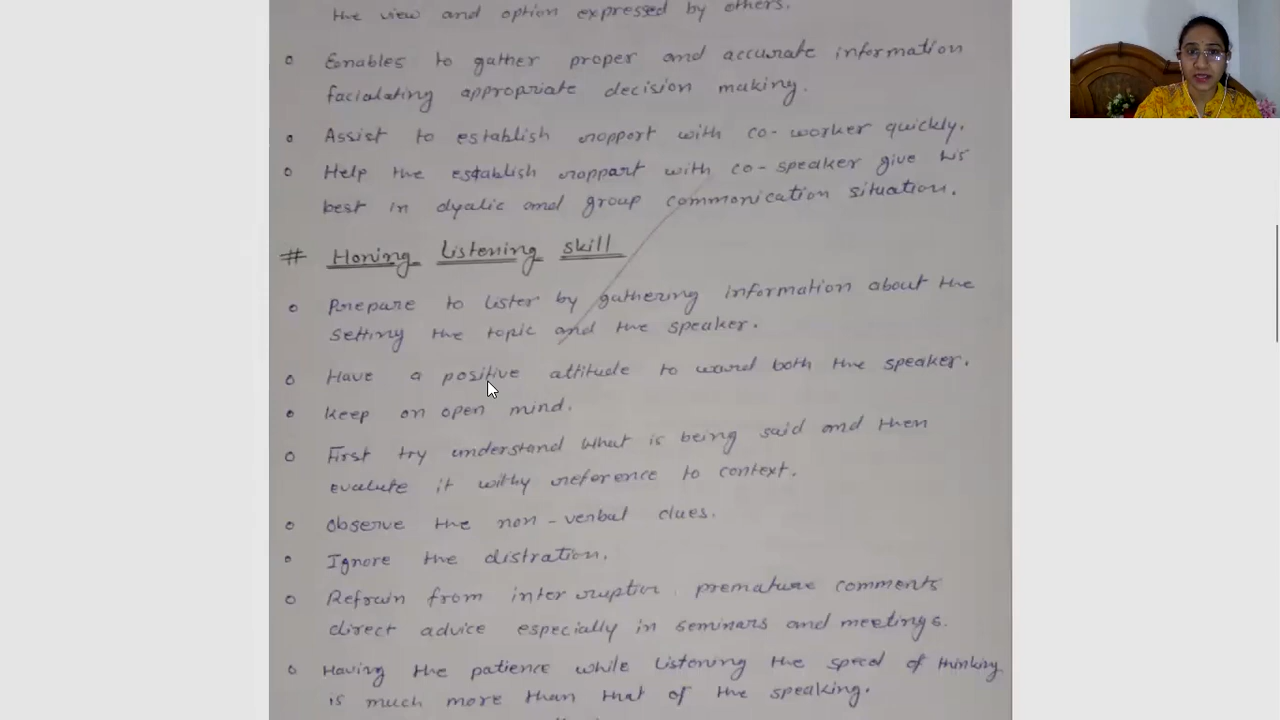 the view and option expressed by others.
Enables to gather proper and accurate information
facialating appropriate decision making.
Assist to establish ropport with co-worker quickly.
Help the establish roppart with co-speaker give his
best in dyalic and group commonication situation.
# Honing Listening skill
Prepare to lister by gathering information about the
setting the topic and the speaker.
Have a positive attitude to ward both the speaker.
Keep on open mind.
First try understand what is being said and then
evalute it withy reference to context.
Observe the non-verbal clues.
Ignore the distration.
Refrain from premature comments
direct advice especially in seminars and meetings.
Having the patience while listening the speed of thinking
is much more than that of the speaking.